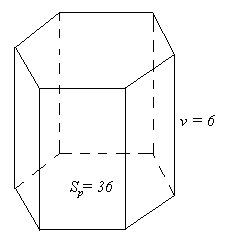 v = 6
Sₚ= 36